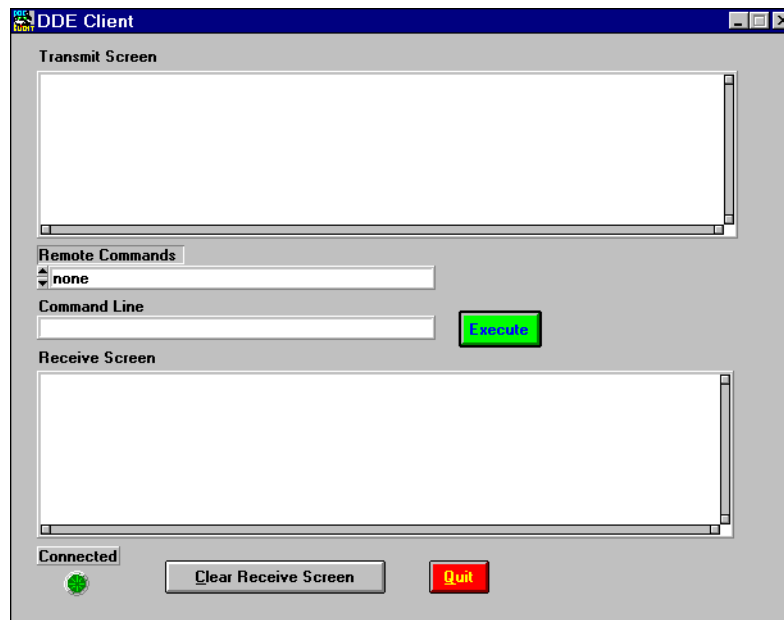 DDE Client
Transmit Screen
Remote Commands
none
Command Line
Execute
Receive Screen
Connected
Clear Receive Screen
Quit